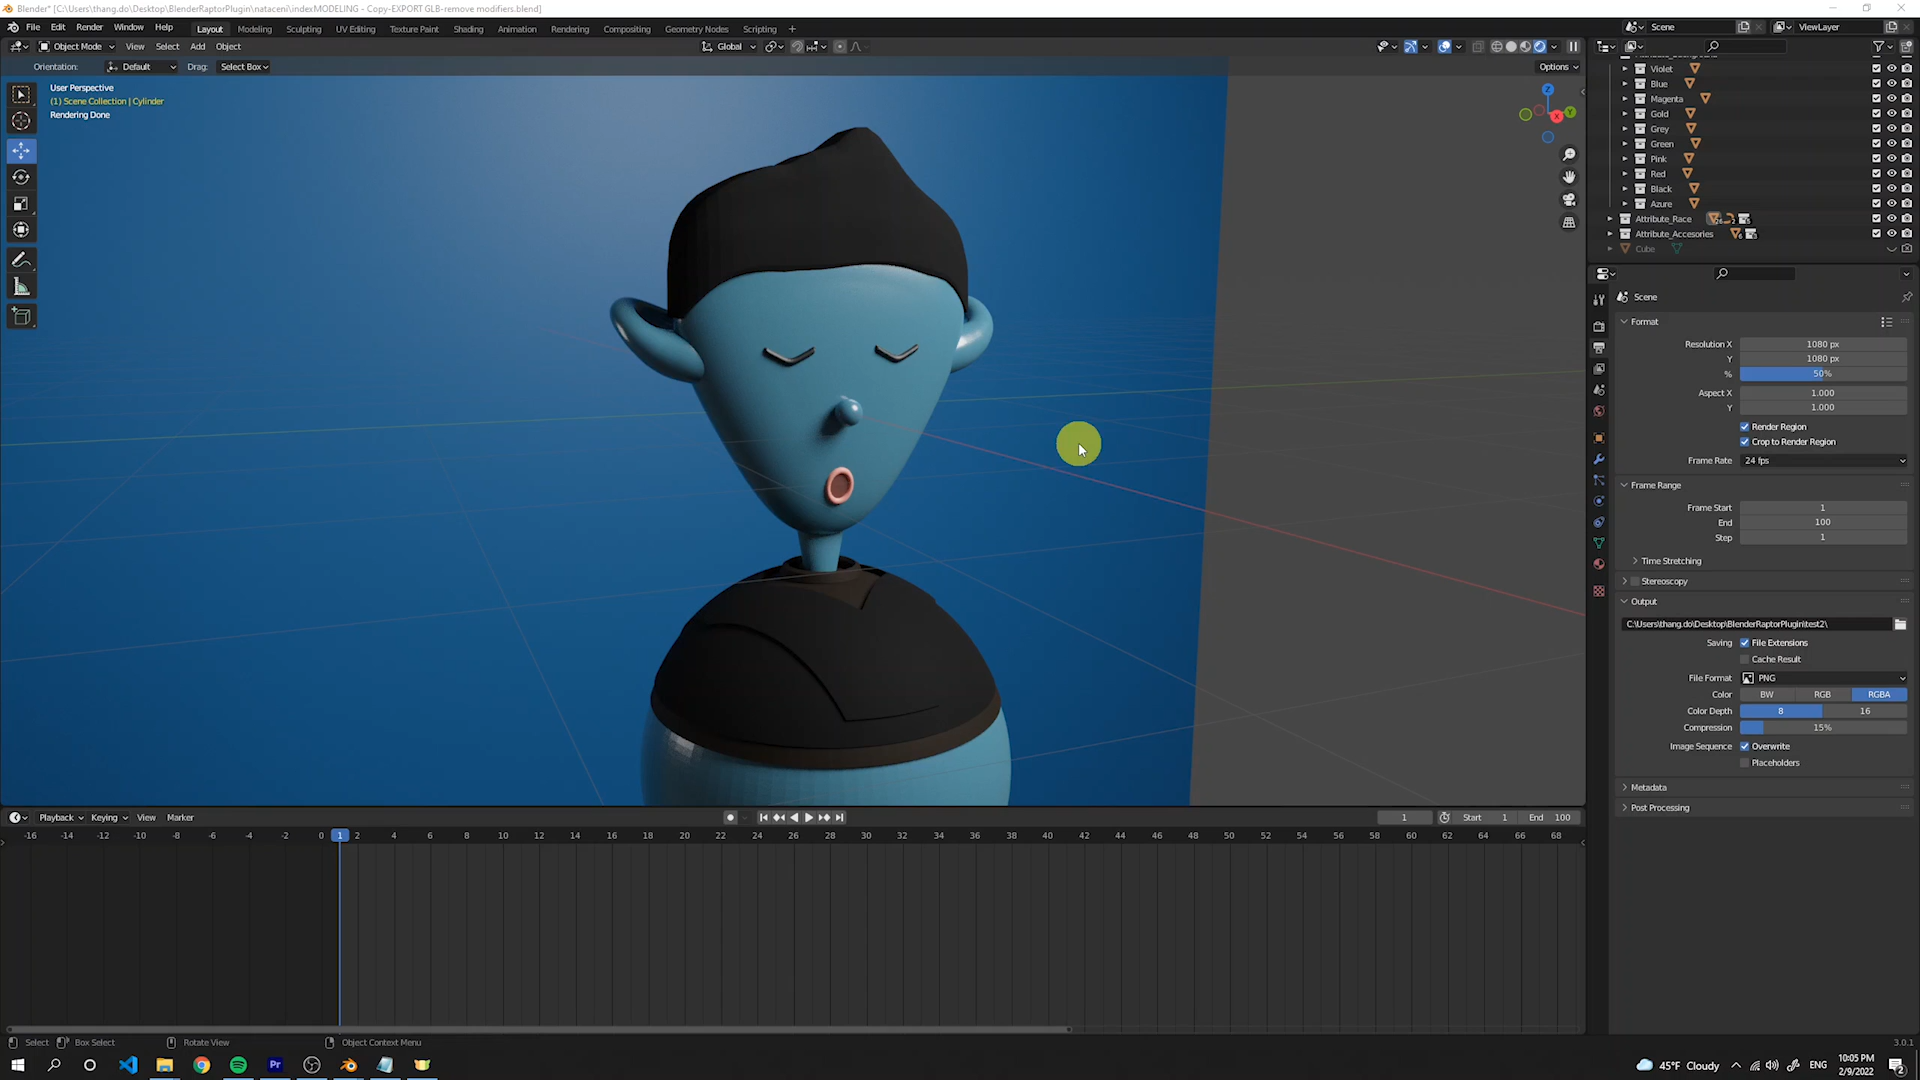 Blender* [C:\Users\thang.do\Desktop\BlenderRaptorPlugin\nataceni\indexMODELING - Copy-EXPORT GLB-remove modifiers.blend]
File Edit Render Window Help Layout Modeling Sculpting UV Editing Texture Paint Shading Animation Rendering Compositing Geometry Nodes Scripting + Scene ViewLayer
Object Mode View Select Add Object Global
Orientation: Default Drag: Select Box Options
User Perspective
(1) Scene Collection | Cylinder
Rendering Done
Z
Y
X
Violet
Blue
Magenta
Gold
Grey
Green
Pink
Red
Black
Azure
Attribute_Race
Attribute_Accesories
Cube
Scene
Format
Resolution X 1080 px
Y 1080 px
% 50%
Aspect X 1.000
Y 1.000
Render Region
Crop to Render Region
Frame Rate 24 fps
Frame Range
Frame Start 1
End 100
Step 1
Time Stretching
Stereoscopy
Output
C:\Users\thang.do\Desktop\BlenderRaptorPlugin\test2\
Saving File Extensions
Cache Result
File Format PNG
Color BW RGB RGBA
Color Depth 8 16
Compression 15%
Image Sequence Overwrite
Placeholders
Metadata
Post Processing
Playback Keying View Marker 1 Start 1 End 100
-16 -14 -12 -10 -8 -6 -4 -2 0 1 2 4 6 8 10 12 14 16 18 20 22 24 26 28 30 32 34 36 38 40 42 44 46 48 50 52 54 56 58 60 62 64 66 68
Select Box Select Rotate View Object Context Menu 3.0.1
Pr 45°F Cloudy ENG 10:05 PM
2/9/2022 2